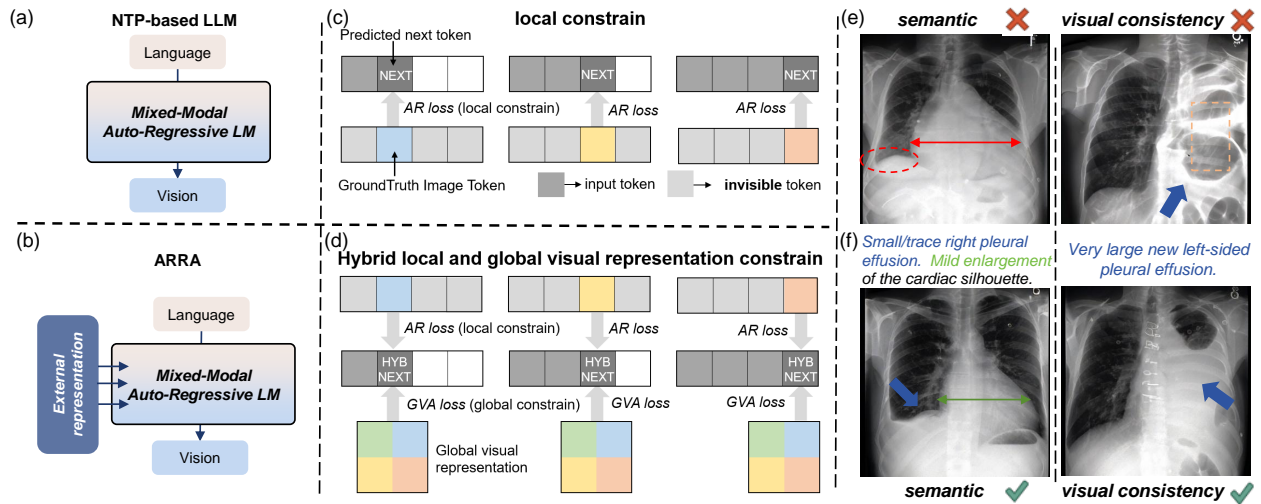 (a)
NTP-based LLM
Language
Mixed-Modal
Auto-Regressive LM
Vision
(b)
ARRA
Language
External
representation
Mixed-Modal
Auto-Regressive LM
Vision
(c)
local constrain
Predicted next token
NEXT
NEXT
NEXT
AR loss (local constrain)
AR loss
AR loss
GroundTruth Image Token
input token
invisible token
(d)
Hybrid local and global visual representation constrain
AR loss (local constrain)
AR loss
AR loss
HYB
NEXT
HYB
NEXT
HYB
NEXT
GVA loss (global constrain)
GVA loss
GVA loss
Global visual
representation
(e)
semantic
visual consistency
(f)
Small/trace right pleural
effusion. Mild enlargement
of the cardiac silhouette.
Very large new left-sided
pleural effusion.
semantic
visual consistency